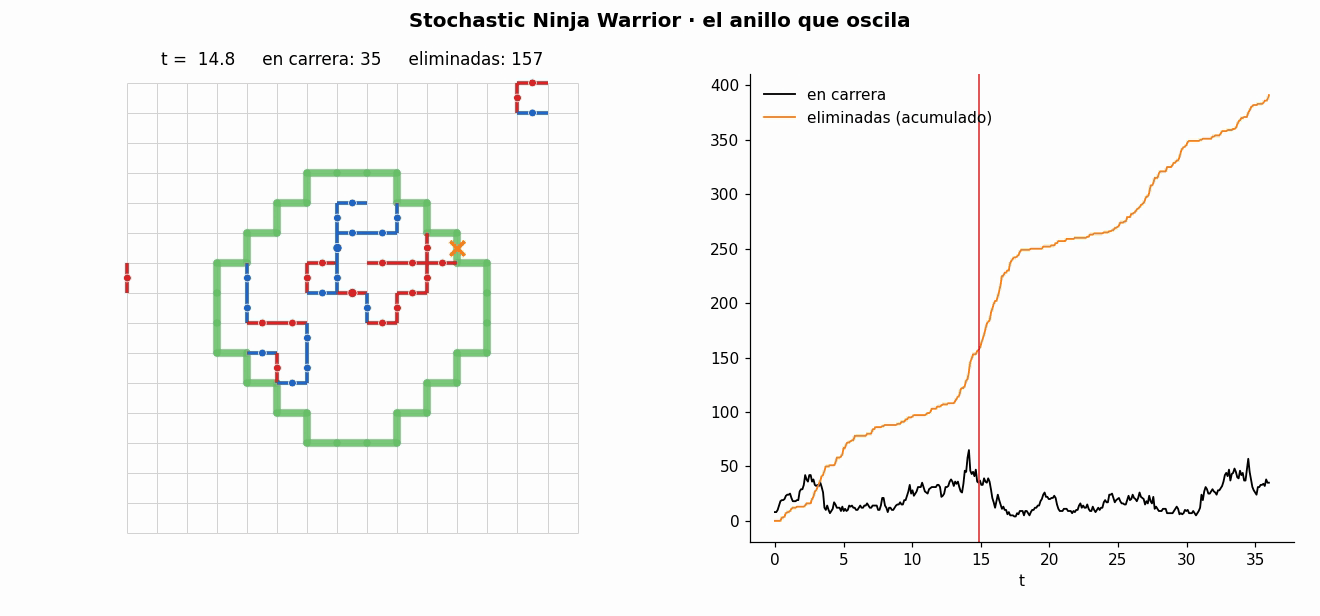 Stochastic Ninja Warrior · el anillo que oscila
t = 14.8 en carrera: 35 eliminadas: 157
400
350
300
250
200
150
100
50
0
en carrera
eliminadas (acumulado)
0 5 10 15 20 25 30 35
t